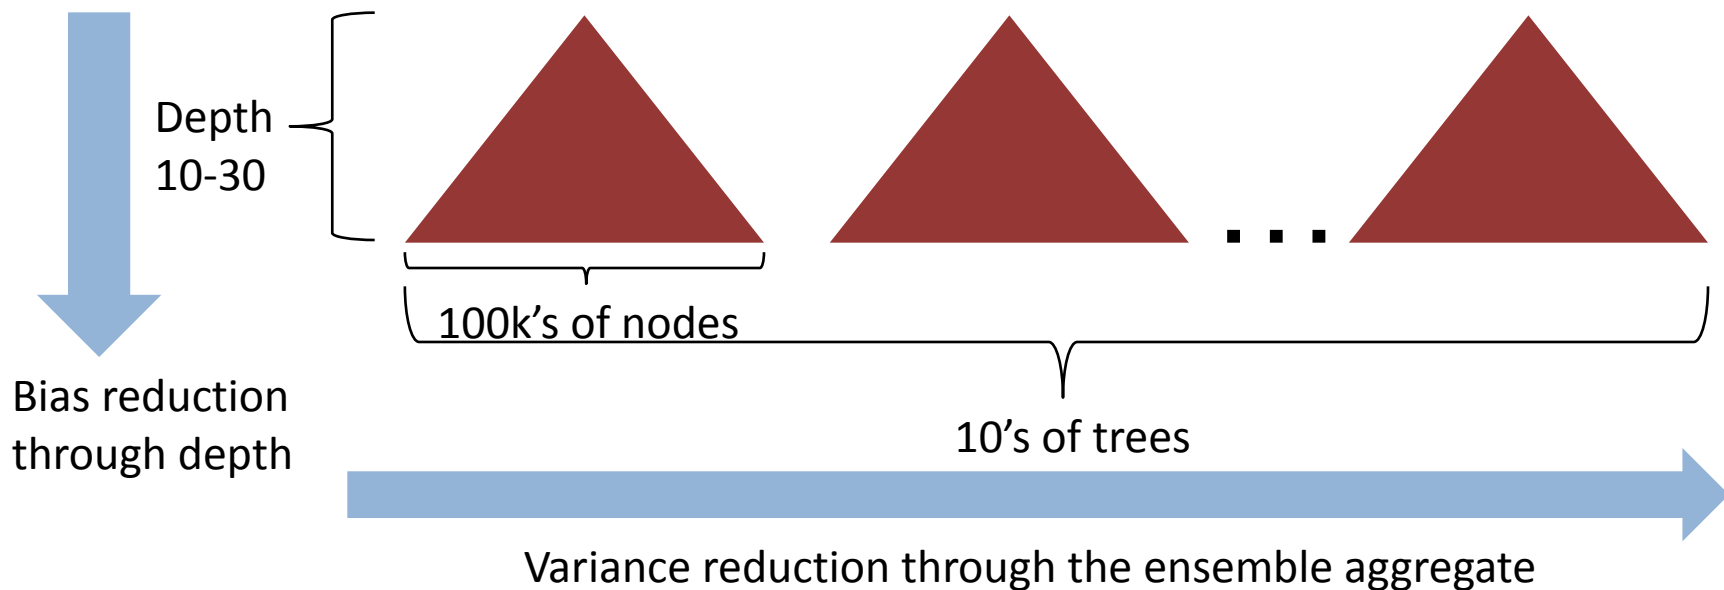 Depth
10-30
100k’s of nodes
Bias reduction
through depth
10’s of trees
Variance reduction through the ensemble aggregate